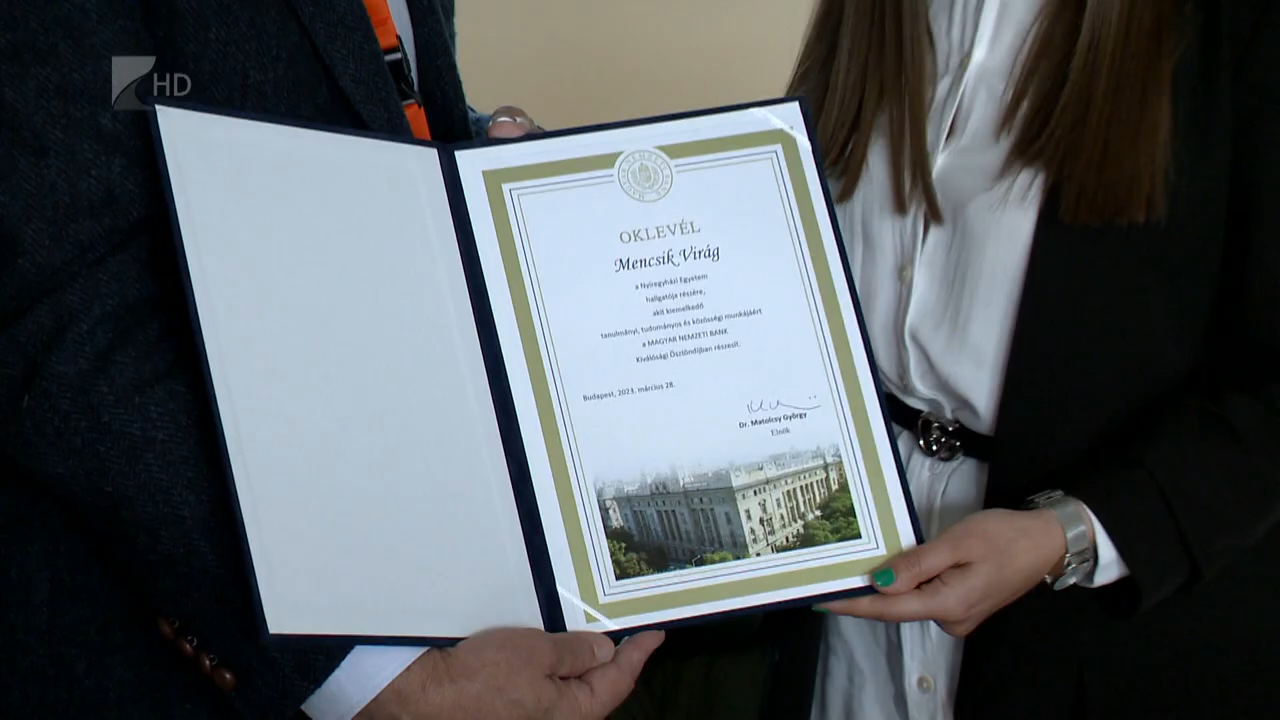 HD
OKLEVÉL
Mencsik Virág
a Nyíregyházi Egyetem
hallgatója részére,
akit kiemelkedő
tanulmányi, tudományos és közösségi munkájáért
a MAGYAR NEMZETI BANK
Kiválósági Ösztöndíjban részesít.
Budapest, 2023. március 28.
Dr. Matolcsy György
Elnök